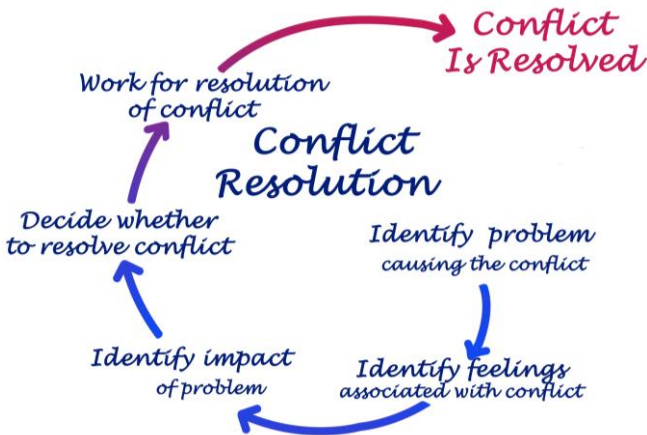 Conflict
Is Resolved
Work for resolution
of conflict
Conflict
Resolution
Decide whether
to resolve conflict
Identify problem
causing the conflict
Identify impact
of problem
Identify feelings
associated with conflict